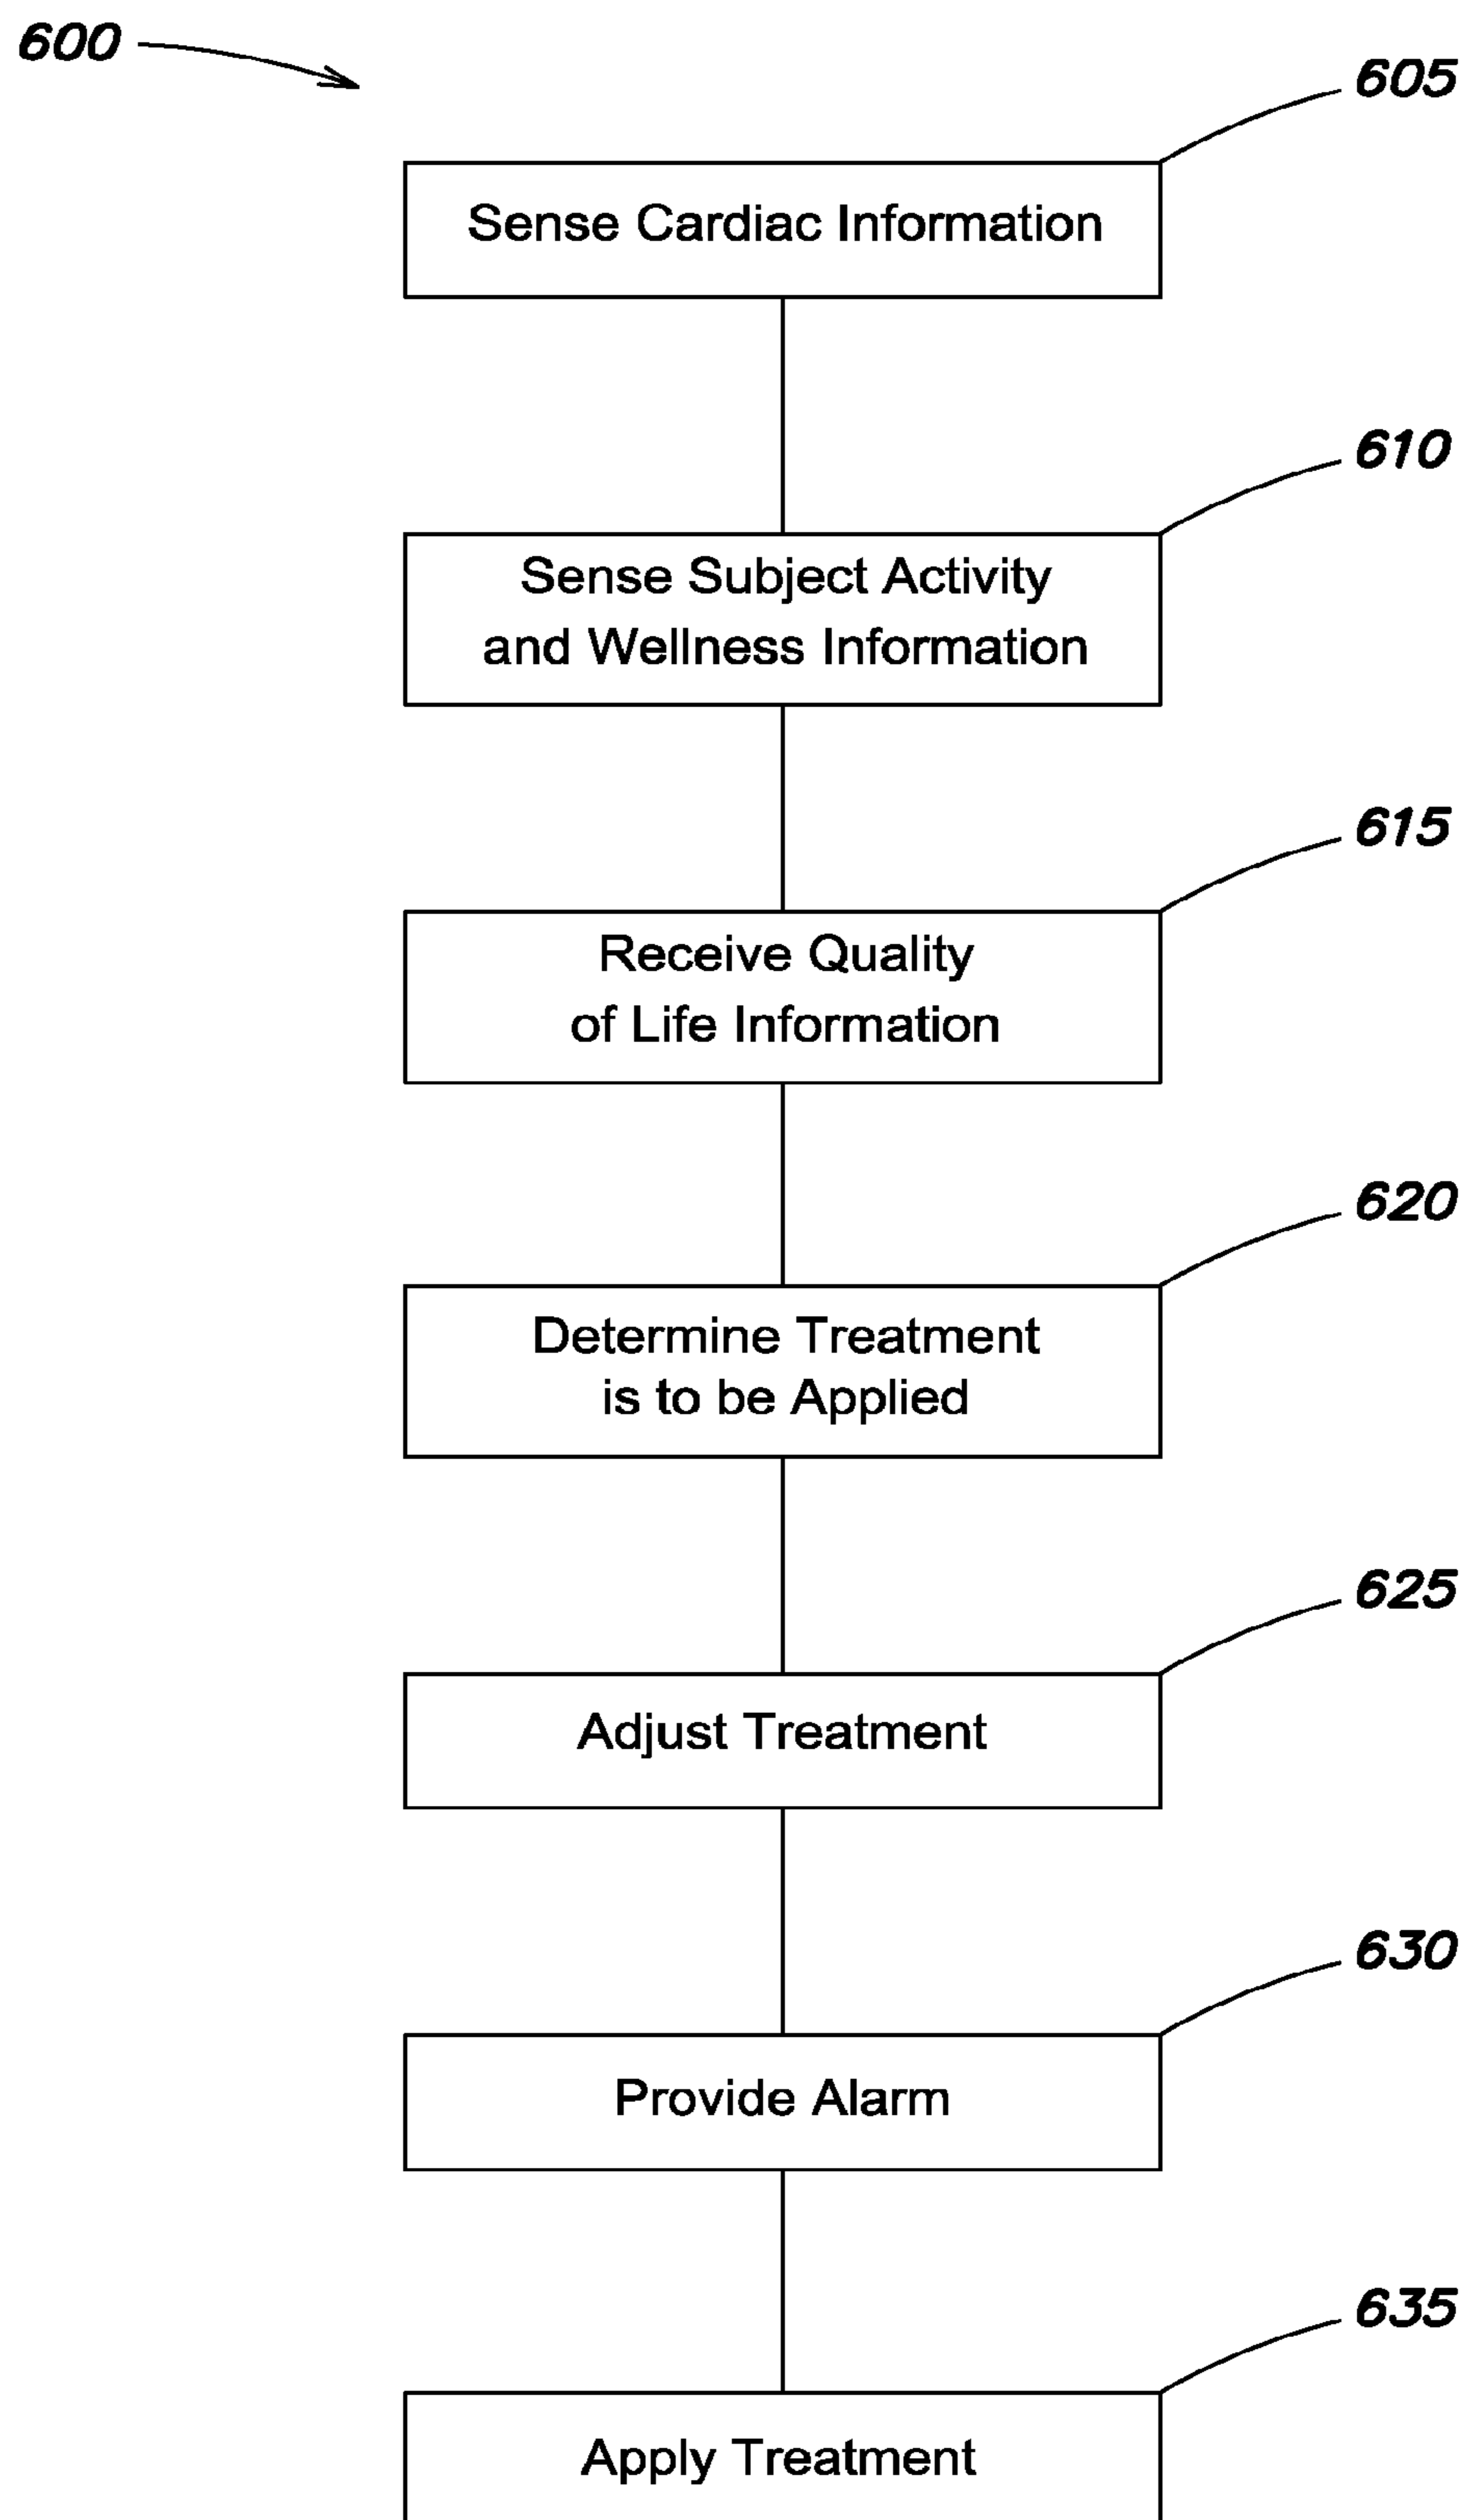 600
605
Sense Cardiac Information
610
Sense Subject Activity
and Wellness Information
615
Receive Quality
of Life Information
620
Determine Treatment
is to be Applied
625
Adjust Treatment
630
Provide Alarm
635
Apply Treatment